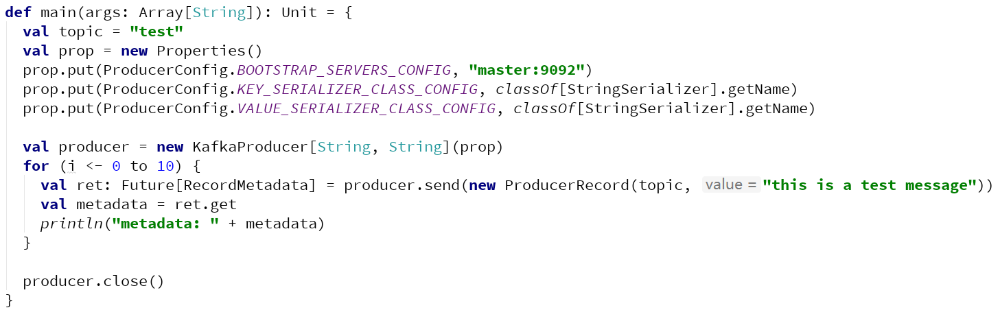 def main(args: Array[String]): Unit = {
  val topic = "test"
  val prop = new Properties()
  prop.put(ProducerConfig.BOOTSTRAP_SERVERS_CONFIG, "master:9092")
  prop.put(ProducerConfig.KEY_SERIALIZER_CLASS_CONFIG, classOf[StringSerializer].getName)
  prop.put(ProducerConfig.VALUE_SERIALIZER_CLASS_CONFIG, classOf[StringSerializer].getName)

  val producer = new KafkaProducer[String, String](prop)
  for (i <- 0 to 10) {
    val ret: Future[RecordMetadata] = producer.send(new ProducerRecord(topic, value = "this is a test message"))
    val metadata = ret.get
    println("metadata: " + metadata)
  }

  producer.close()
}